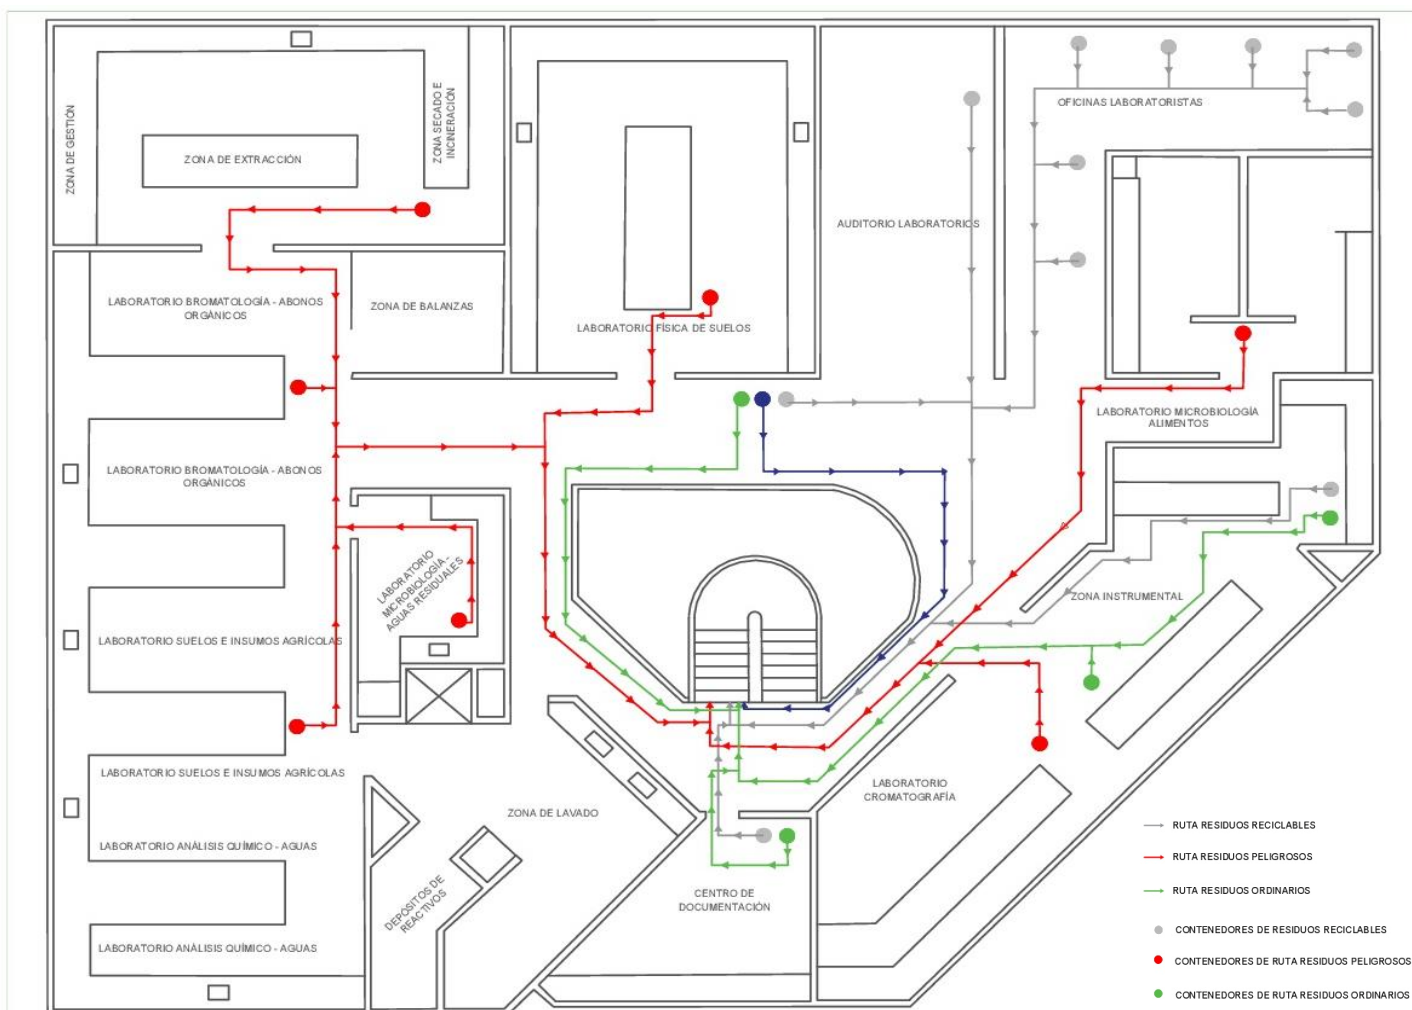 OFICINAS LABORATORISTAS
ZONA DE GESTIÓN
ZONA SECADO E
INCINERACIÓN
ZONA DE EXTRACCIÓN
AUDITORIO LABORATORIOS
LABORATORIO BROMATOLOGÍA - ABONOS
ORGÁNICOS
ZONA DE BALANZAS
LABORATORIO FÍSICA DE SUELOS
LABORATORIO MICROBIOLOGÍA
ALIMENTOS
LABORATORIO BROMATOLOGÍA - ABONOS
ORGÁNICOS
LABORATORIO
MICROBIOLOGÍA -
AGUAS RESIDUALES
ZONA INSTRUMENTAL
LABORATORIO SUELOS E INSUMOS AGRÍCOLAS
LABORATORIO SUELOS E INSUMOS AGRÍCOLAS
LABORATORIO
CROMATOGRAFÍA
ZONA DE LAVADO
LABORATORIO ANÁLISIS QUÍMICO - AGUAS
DEPÓSITOS DE
REACTIVOS
CENTRO DE
DOCUMENTACIÓN
LABORATORIO ANÁLISIS QUÍMICO - AGUAS
RUTA RESIDUOS RECICLABLES
RUTA RESIDUOS PELIGROSOS
RUTA RESIDUOS ORDINARIOS
CONTENEDORES DE RESIDUOS RECICLABLES
CONTENEDORES DE RUTA RESIDUOS PELIGROSOS
CONTENEDORES DE RUTA RESIDUOS ORDINARIOS